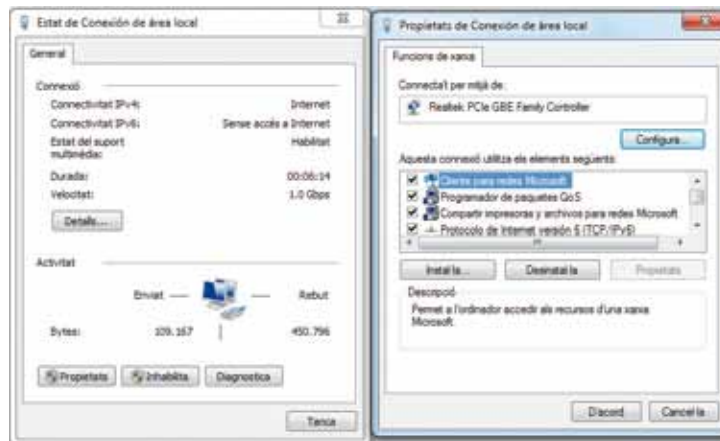 Estat de Conexión de área local
General
Connexió
Connectivitat IPv4: Internet
Connectivitat IPv6: Sense accés a Internet
Estat del suport multimèdia: Habilitat
Durada: 00:06:14
Velocitat: 1.0 Gbps
Detalls...
Activitat
Enviat — — Rebut
Bytes: 109.167 | 450.796
Propietats Inhabilita Diagnostica
Tanca
Propietats de Conexión de área local
Funcions de xarxa
Connecta't per mitjà de:
Realtek PCIe GBE Family Controller
Configura...
Aquesta connexió utilitza els elements següents:
Cliente para redes Microsoft
Programador de paquetes QoS
Compartir impresoras y archivos para redes Microsoft
Protocolo de Internet versión 6 (TCP/IPv6)
Instal·la... Desinstal·la Propietats
Descripció
Permet a l'ordinador accedir als recursos d'una xarxa
Microsoft.
D'acord Cancel·la